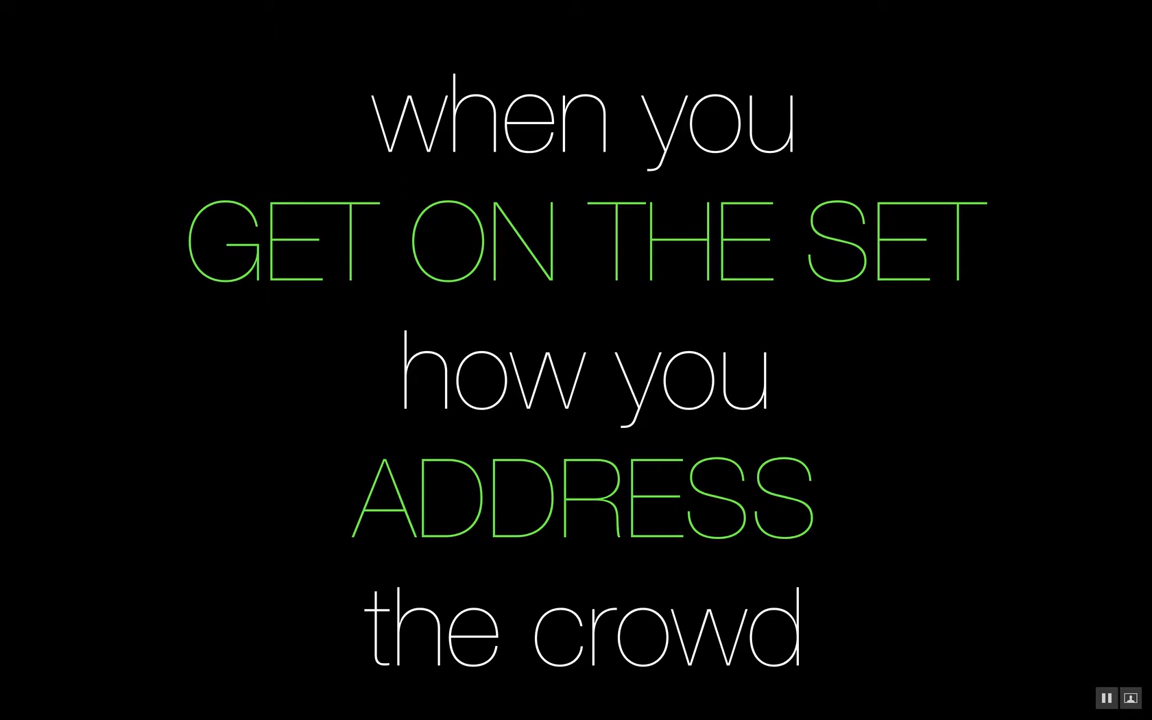 when you
GET ON THE SET
how you
ADDRESS
the crowd